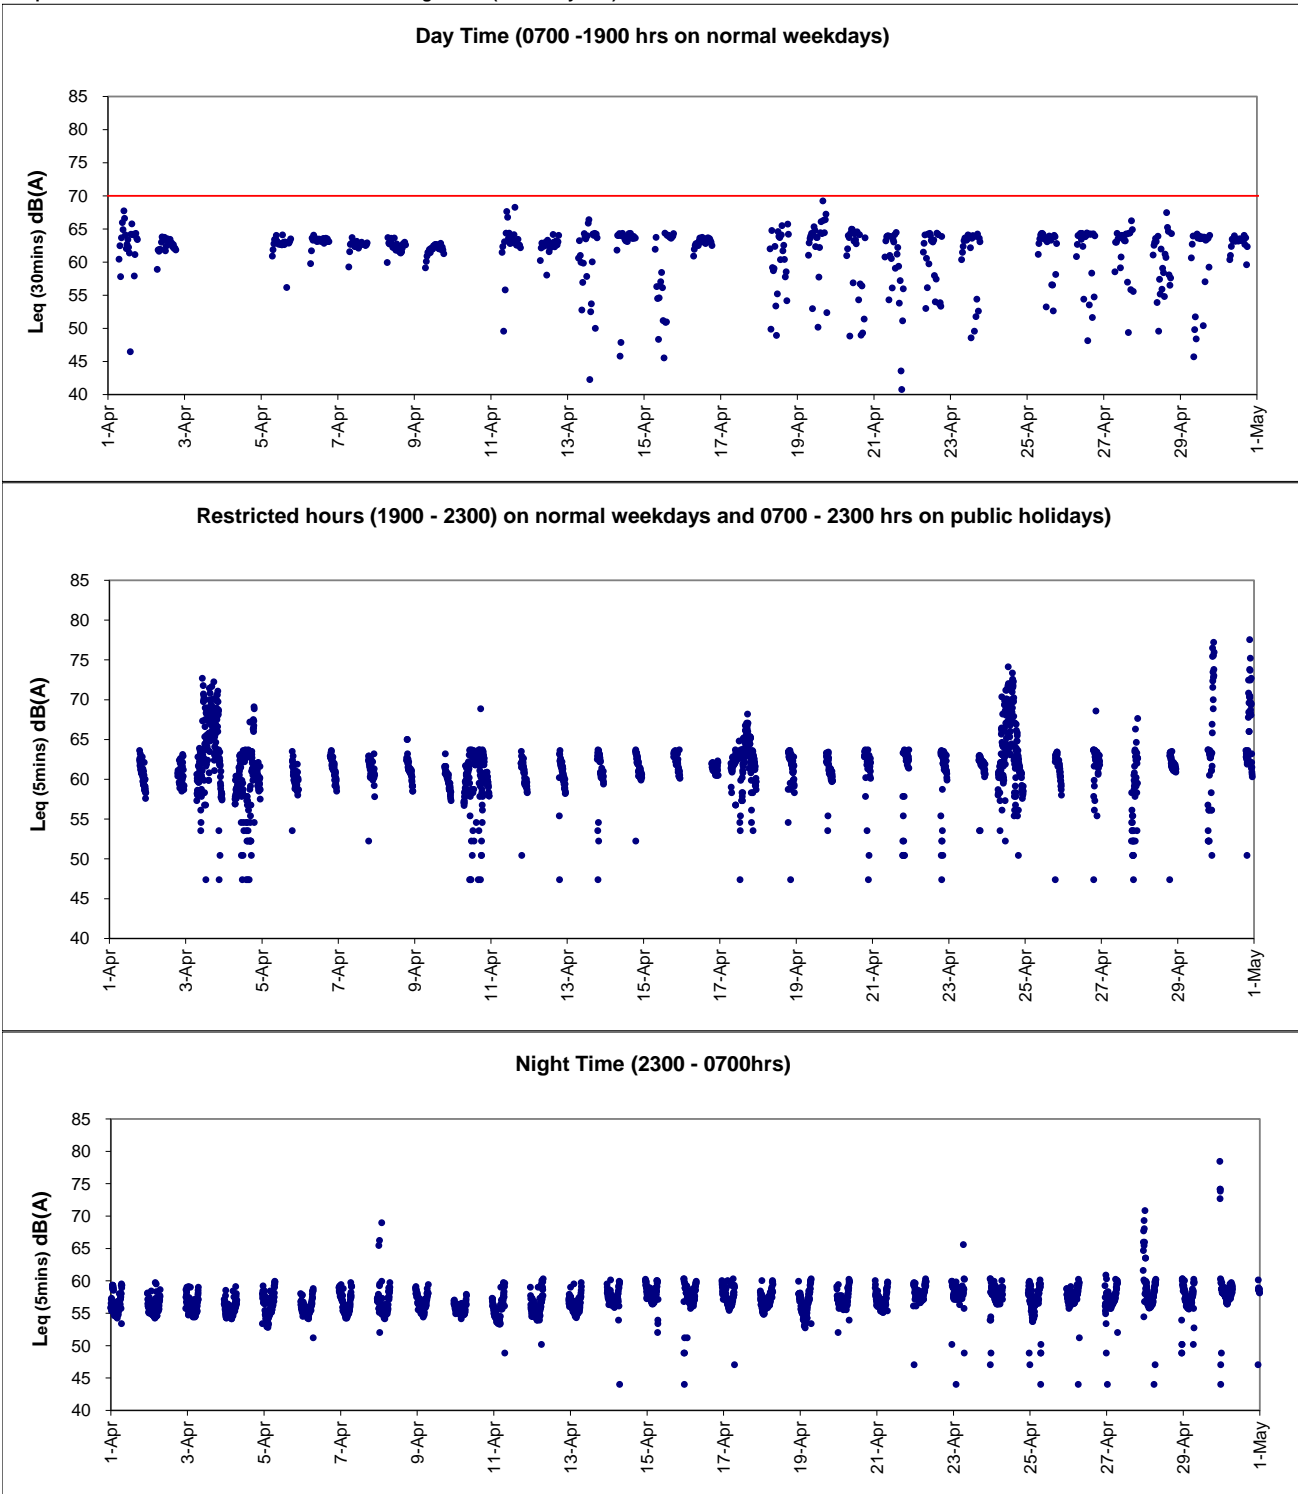 Day Time (0700 -1900 hrs on normal weekdays)
Leq (30mins) dB(A)
85
80
75
70
65
60
55
50
45
40
1-Apr
3-Apr
5-Apr
7-Apr
9-Apr
11-Apr
13-Apr
15-Apr
17-Apr
19-Apr
21-Apr
23-Apr
25-Apr
27-Apr
29-Apr
1-May
Restricted hours (1900 - 2300) on normal weekdays and 0700 - 2300 hrs on public holidays)
Leq (5mins) dB(A)
85
80
75
70
65
60
55
50
45
40
1-Apr
3-Apr
5-Apr
7-Apr
9-Apr
11-Apr
13-Apr
15-Apr
17-Apr
19-Apr
21-Apr
23-Apr
25-Apr
27-Apr
29-Apr
1-May
Night Time (2300 - 0700hrs)
Leq (5mins) dB(A)
85
80
75
70
65
60
55
50
45
40
1-Apr
3-Apr
5-Apr
7-Apr
9-Apr
11-Apr
13-Apr
15-Apr
17-Apr
19-Apr
21-Apr
23-Apr
25-Apr
27-Apr
29-Apr
1-May